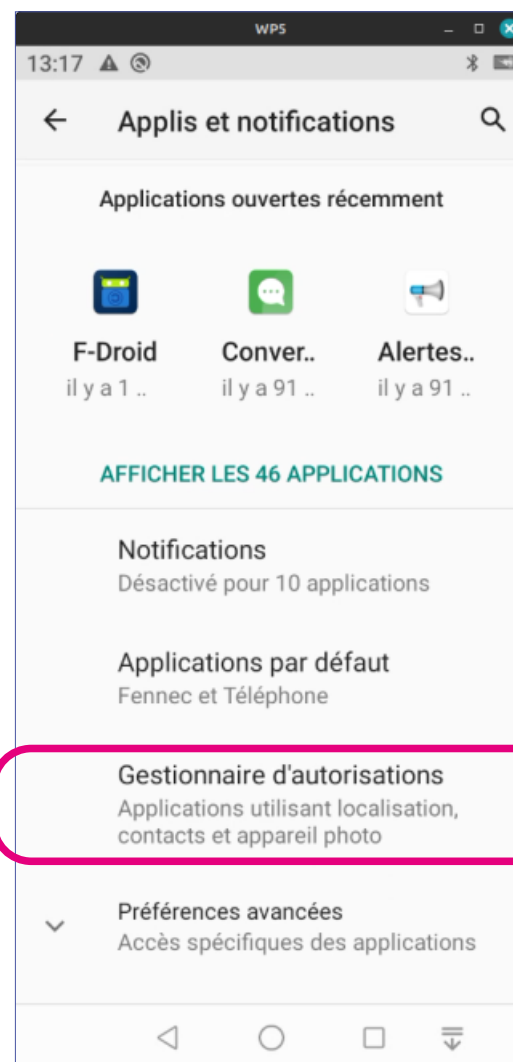 WP5
13:17
Applis et notifications
Applications ouvertes récemment
F-Droid Conver.. Alertes..
il y a 1 .. il y a 91 .. il y a 91 ..
AFFICHER LES 46 APPLICATIONS
Notifications
Désactivé pour 10 applications
Applications par défaut
Fennec et Téléphone
Gestionnaire d'autorisations
Applications utilisant localisation,
contacts et appareil photo
Préférences avancées
Accès spécifiques des applications